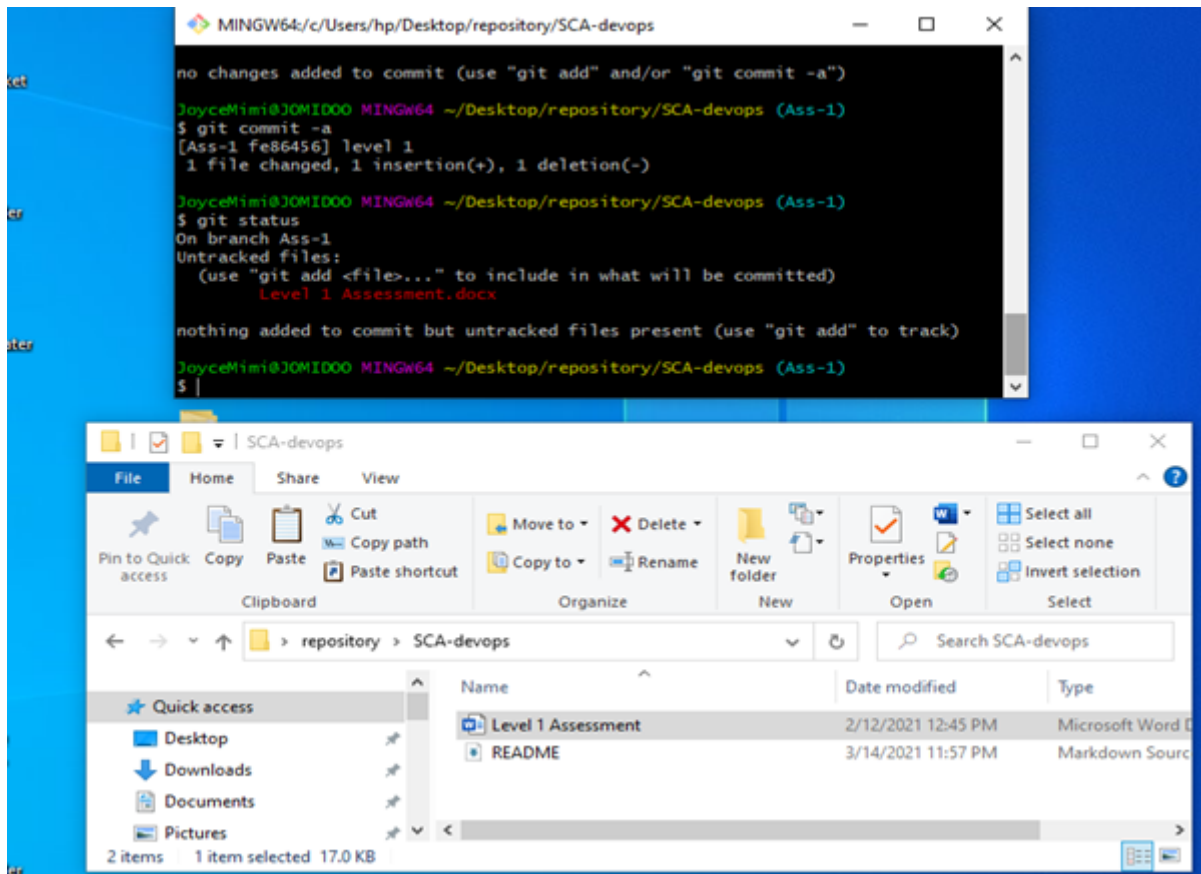 MINGW64:/c/Users/hp/Desktop/repository/SCA-devops
no changes added to commit (use "git add" and/or "git commit -a")
JoyceMimi@JOMIDOO MINGW64 ~/Desktop/repository/SCA-devops (Ass-1)
$ git commit -a
[Ass-1 fe86456] level 1
1 file changed, 1 insertion(+), 1 deletion(-)
JoyceMimi@JOMIDOO MINGW64 ~/Desktop/repository/SCA-devops (Ass-1)
$ git status
On branch Ass-1
Untracked files:
(use "git add <file>..." to include in what will be committed)
Level 1 Assessment.docx
nothing added to commit but untracked files present (use "git add" to track)
JoyceMimi@JOMIDOO MINGW64 ~/Desktop/repository/SCA-devops (Ass-1)
$
SCA-devops
File Home Share View
Pin to Quick access
Copy
Paste
Cut
Copy path
Paste shortcut
Clipboard
Move to
Copy to
Delete
Rename
Organize
New folder
New
Properties
Open
Select all
Select none
Invert selection
Select
repository > SCA-devops
Search SCA-devops
Name Date modified Type
Quick access
Desktop
Downloads
Documents
Pictures
Level 1 Assessment 2/12/2021 12:45 PM Microsoft Word D
README 3/14/2021 11:57 PM Markdown Sourc
2 items 1 item selected 17.0 KB